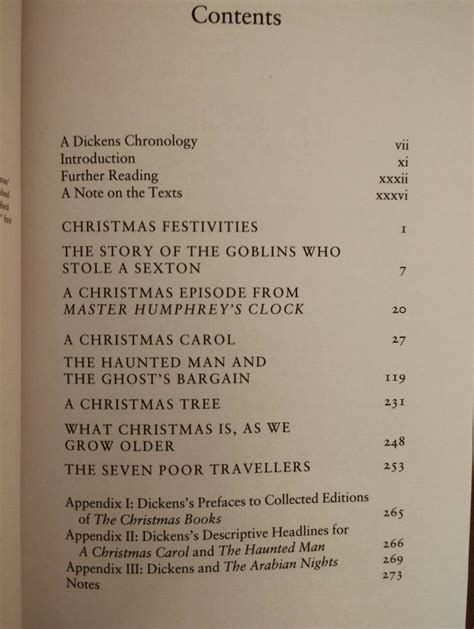 Contents
A Dickens Chronology vii
Introduction xi
Further Reading xxxii
A Note on the Texts xxxvi
CHRISTMAS FESTIVITIES 1
THE STORY OF THE GOBLINS WHO
STOLE A SEXTON 7
A CHRISTMAS EPISODE FROM
MASTER HUMPHREY'S CLOCK 20
A CHRISTMAS CAROL 27
THE HAUNTED MAN AND
THE GHOST'S BARGAIN 119
A CHRISTMAS TREE 231
WHAT CHRISTMAS IS, AS WE
GROW OLDER 248
THE SEVEN POOR TRAVELLERS 253
Appendix I: Dickens's Prefaces to Collected Editions
of The Christmas Books 265
Appendix II: Dickens's Descriptive Headlines for
A Christmas Carol and The Haunted Man 266
Appendix III: Dickens and The Arabian Nights 269
Notes 273